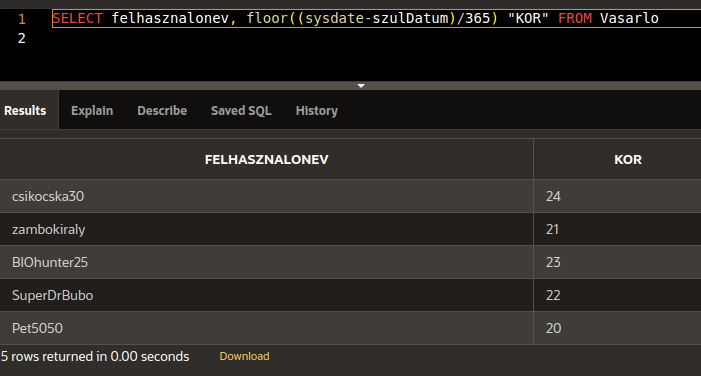 1 SELECT felhasznalonev, floor((sysdate-szulDatum)/365) "KOR" FROM Vasarlo
2
Results Explain Describe Saved SQL History
FELHASZNALONEV KOR
csikocska30 24
zambokiraly 21
BIOhunter25 23
SuperDrBubo 22
Pet5050 20
5 rows returned in 0.00 seconds Download